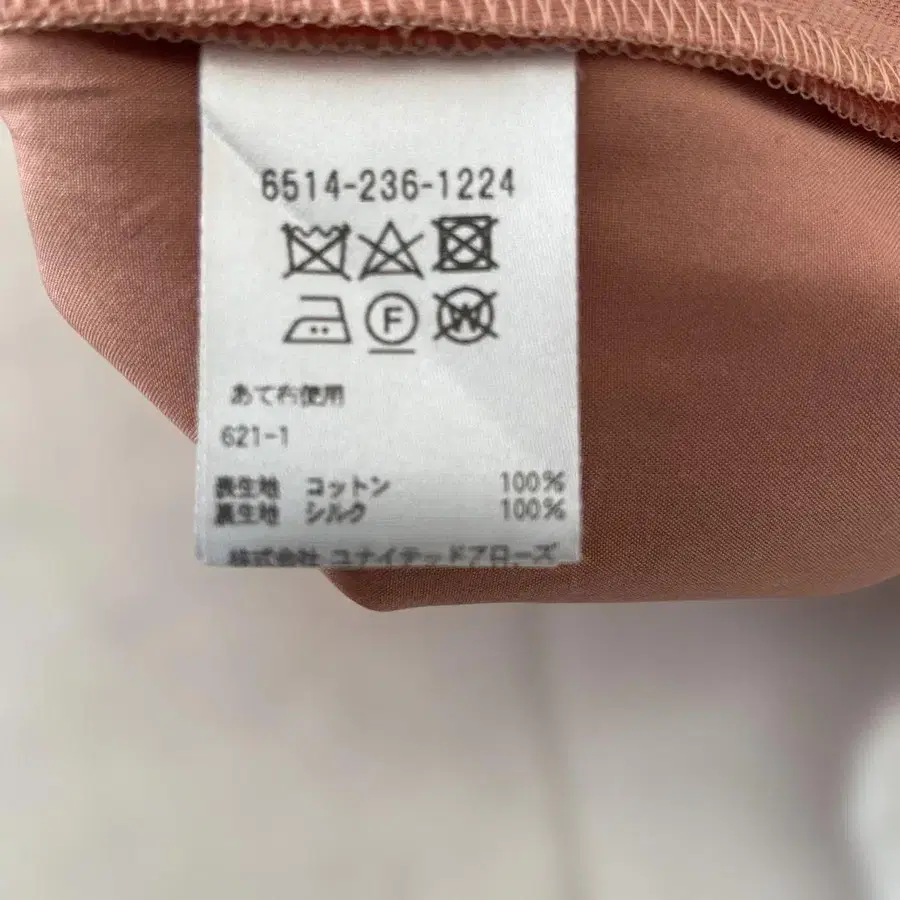 6514-236-1224
F
W
あて布使用
621-1
表生地 コットン 100%
裏生地 シルク 100%
株式会社 ユナイテッドアローズ